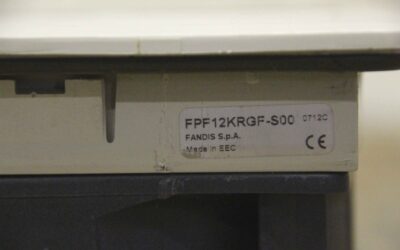 FPF12KRGF-S00 0712C
FANDIS S.p.A.
Made in EEC CE